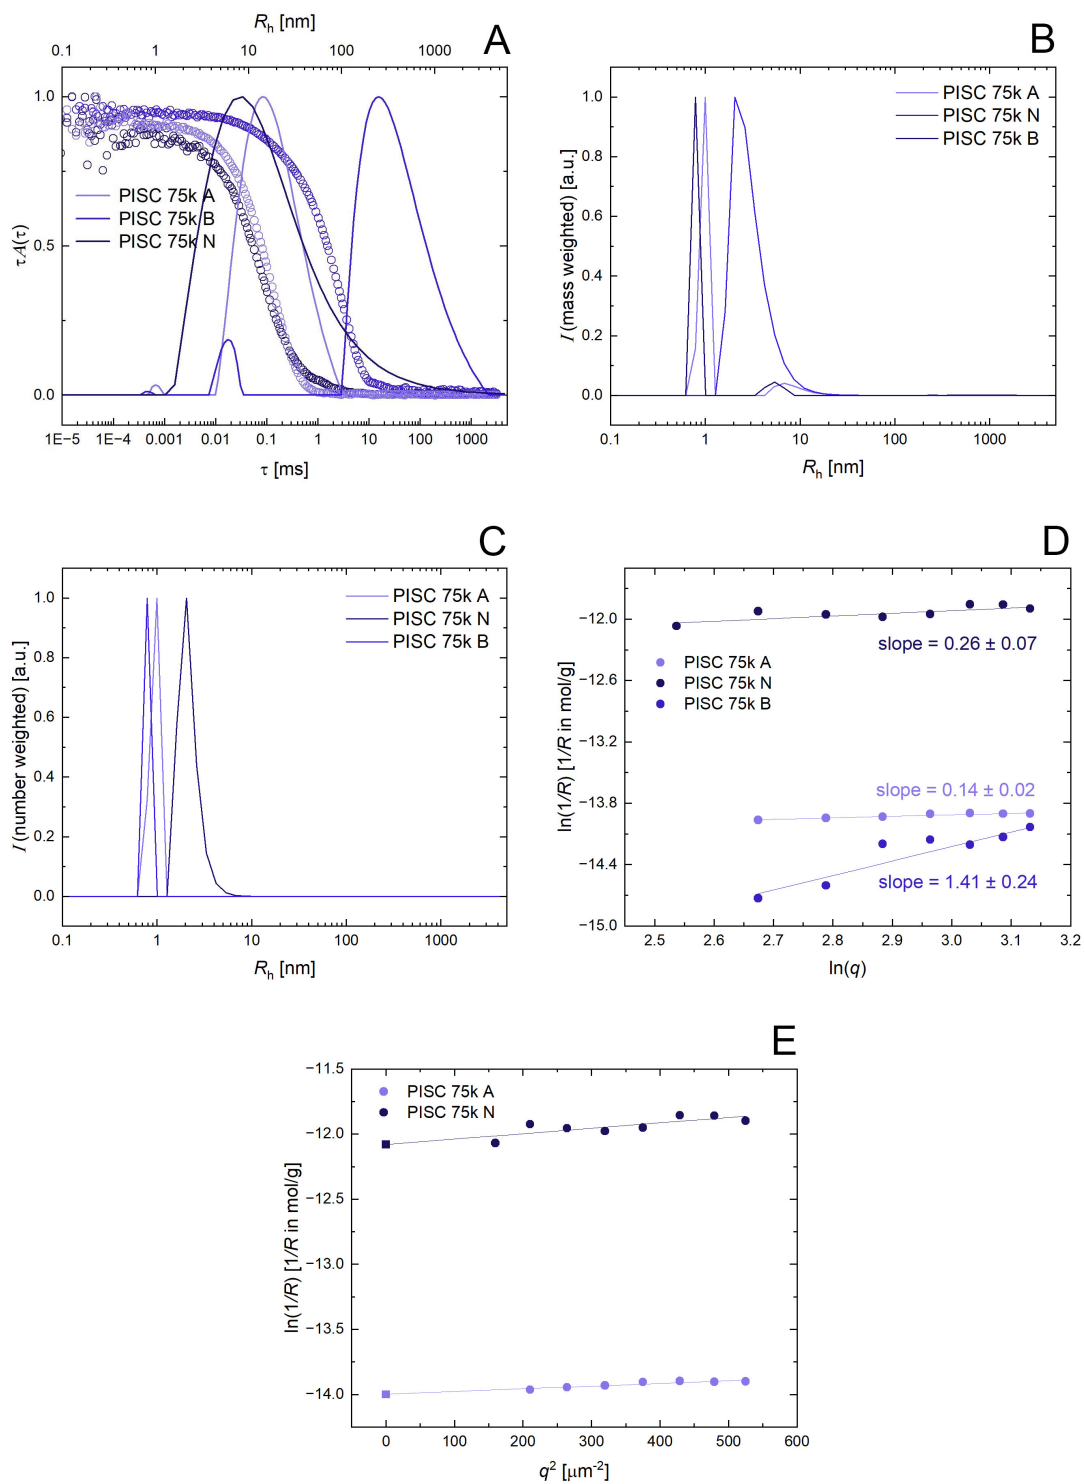 Rh [nm]
0.1 1 10 100 1000
A
1.0
0.5
0.0
τA(τ)
PISC 75k A
PISC 75k B
PISC 75k N
1E-5 1E-4 0.001 0.01 0.1 1 10 100 1000
τ [ms]
B
1.0
0.8
0.6
0.4
0.2
0.0
I (mass weighted) [a.u.]
PISC 75k A
PISC 75k N
PISC 75k B
0.1 1 10 100 1000
Rh [nm]
C
1.0
0.8
0.6
0.4
0.2
0.0
I (number weighted) [a.u.]
PISC 75k A
PISC 75k N
PISC 75k B
0.1 1 10 100 1000
Rh [nm]
D
−12.0
−12.6
−13.2
−13.8
−14.4
−15.0
ln(1/R) [1/R in mol/g]
slope = 0.26 ± 0.07
PISC 75k A
PISC 75k N
PISC 75k B
slope = 0.14 ± 0.02
slope = 1.41 ± 0.24
2.5 2.6 2.7 2.8 2.9 3.0 3.1 3.2
ln(q)
E
−11.5
−12.0
−12.5
−13.0
−13.5
−14.0
ln(1/R) [1/R in mol/g]
PISC 75k A
PISC 75k N
0 100 200 300 400 500 600
q² [μm⁻²]